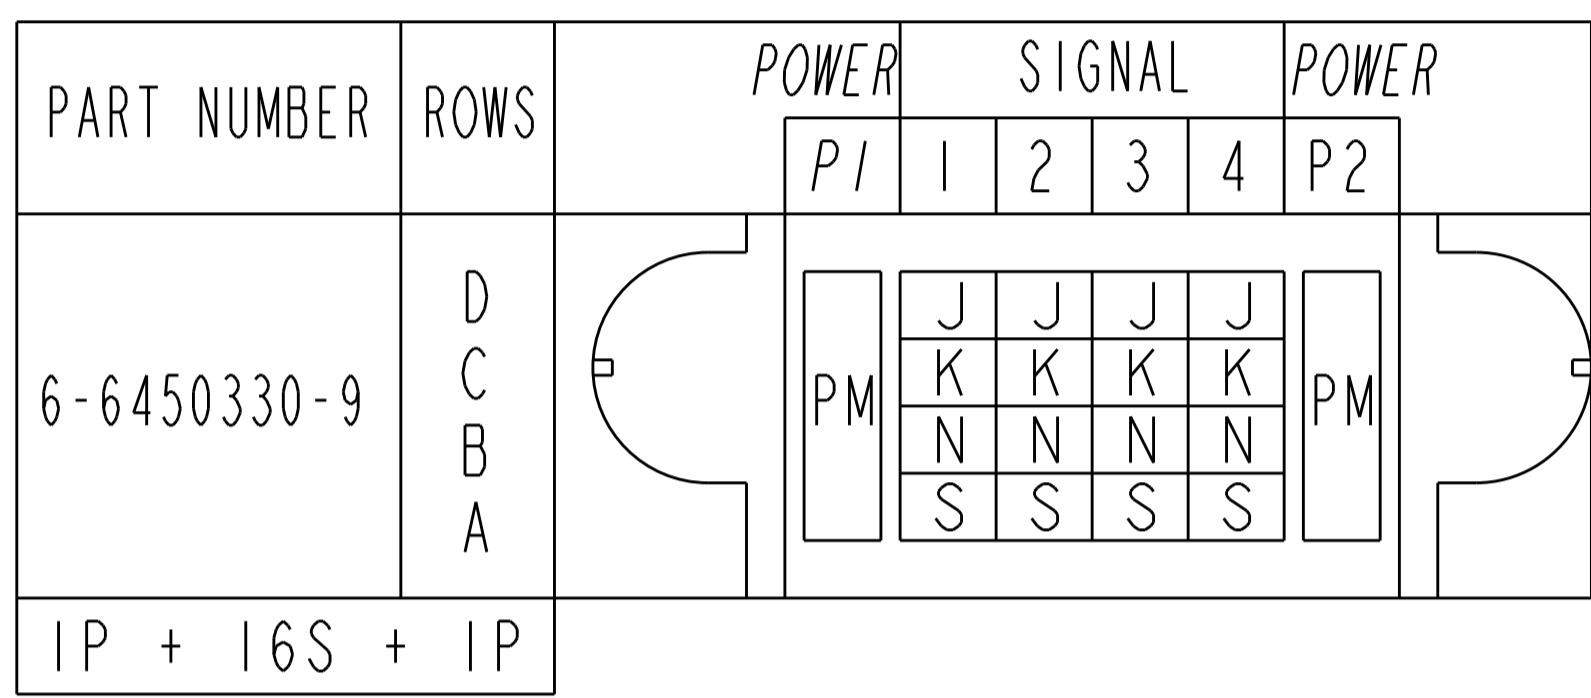 PART NUMBER ROWS POWER SIGNAL POWER
P1 1 2 3 4 P2
D J J J J
C K K K K
6-6450330-9 PM PM
B N N N N
A S S S S
1P + 16S + 1P